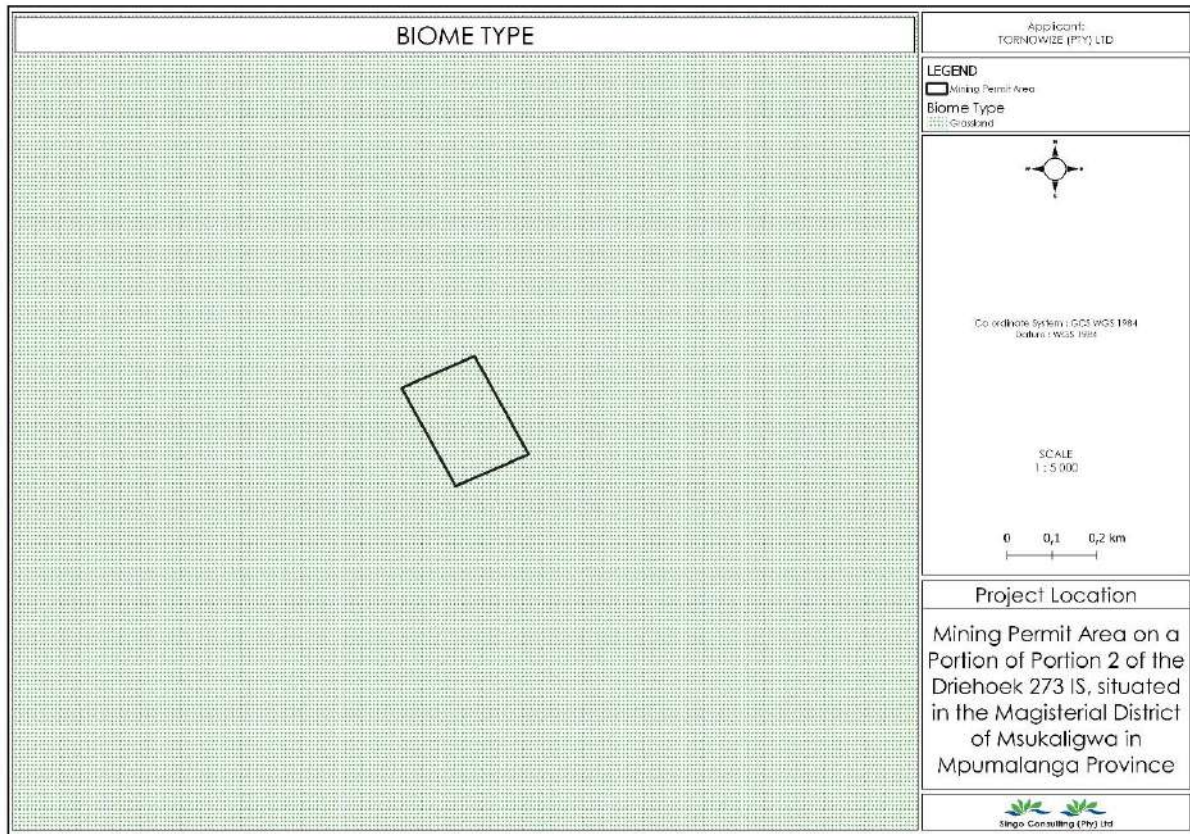 BIOME TYPE
Applicant:
TORNOWIZE (PTY) LTD
LEGEND
Mining Permit Area
Biome Type
Grassland
N
W
E
S
Co ordinate System : GCS WGS 1984
Datum : WGS 1984
SCALE
1 : 5 000
0 0,1 0,2 km
Project Location
Mining Permit Area on a
Portion of Portion 2 of the
Driehoek 273 IS, situated
in the Magisterial District
of Msukaligwa in
Mpumalanga Province
Singo Consulting (Pty) Ltd